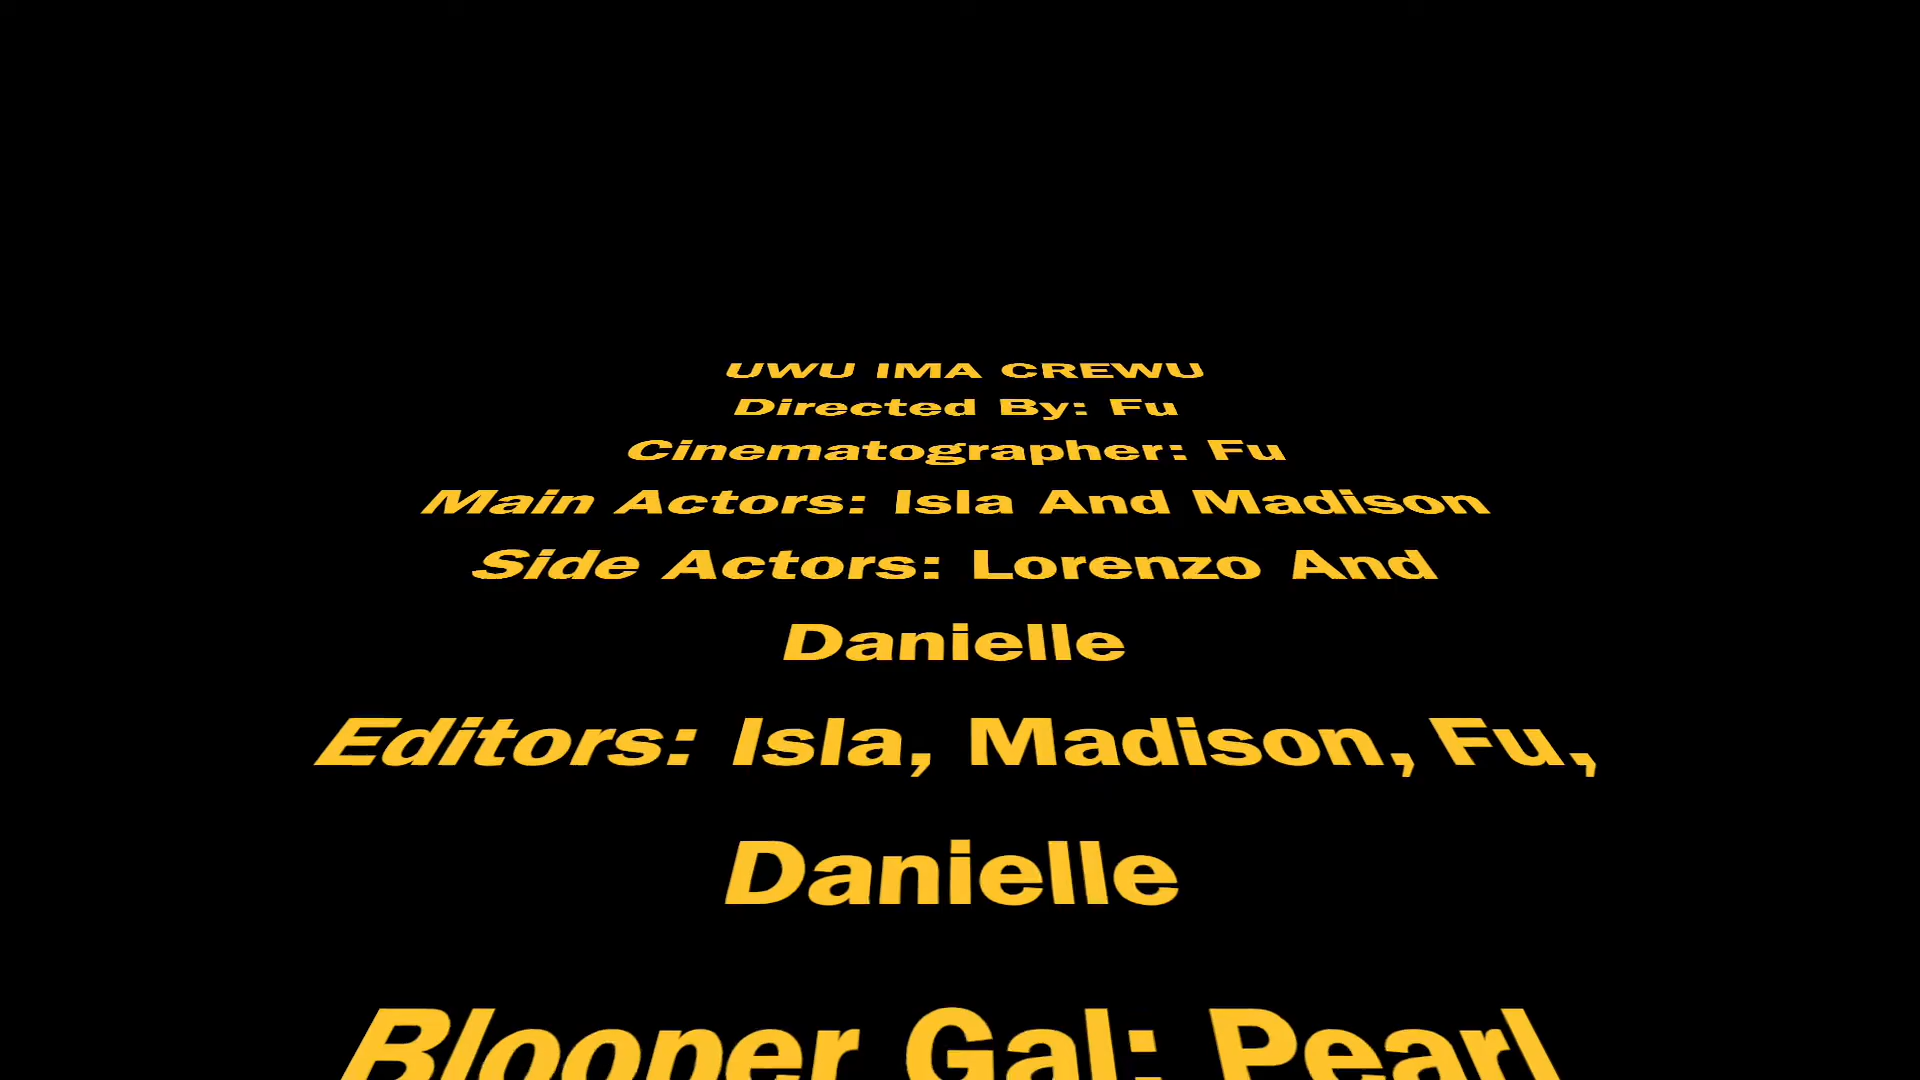 UWU IMA CREWU
Directed By: Fu
Cinematographer: Fu
Main Actors: Isla And Madison
Side Actors: Lorenzo And
Danielle
Editors: Isla, Madison, Fu,
Danielle
Blooper Gal: Pearl